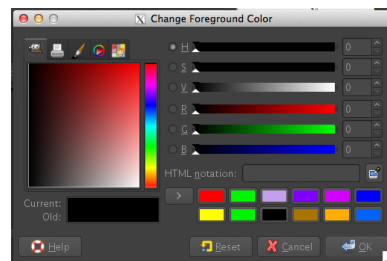 Change Foreground Color
H 0
S 0
V 0
R 0
G 0
B 0
HTML notation:
Current:
Old:
Help
Reset
Cancel
OK